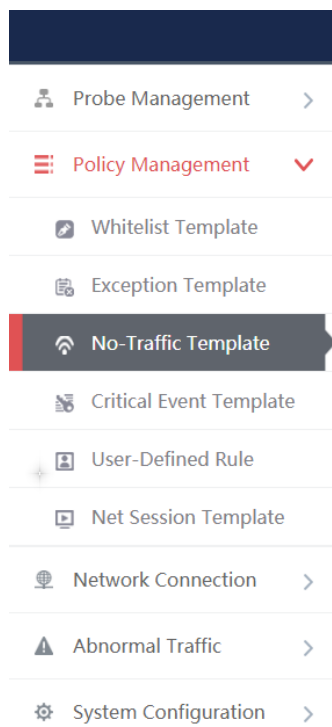 Probe Management
Policy Management
Whitelist Template
Exception Template
No-Traffic Template
Critical Event Template
User-Defined Rule
Net Session Template
Network Connection
Abnormal Traffic
System Configuration